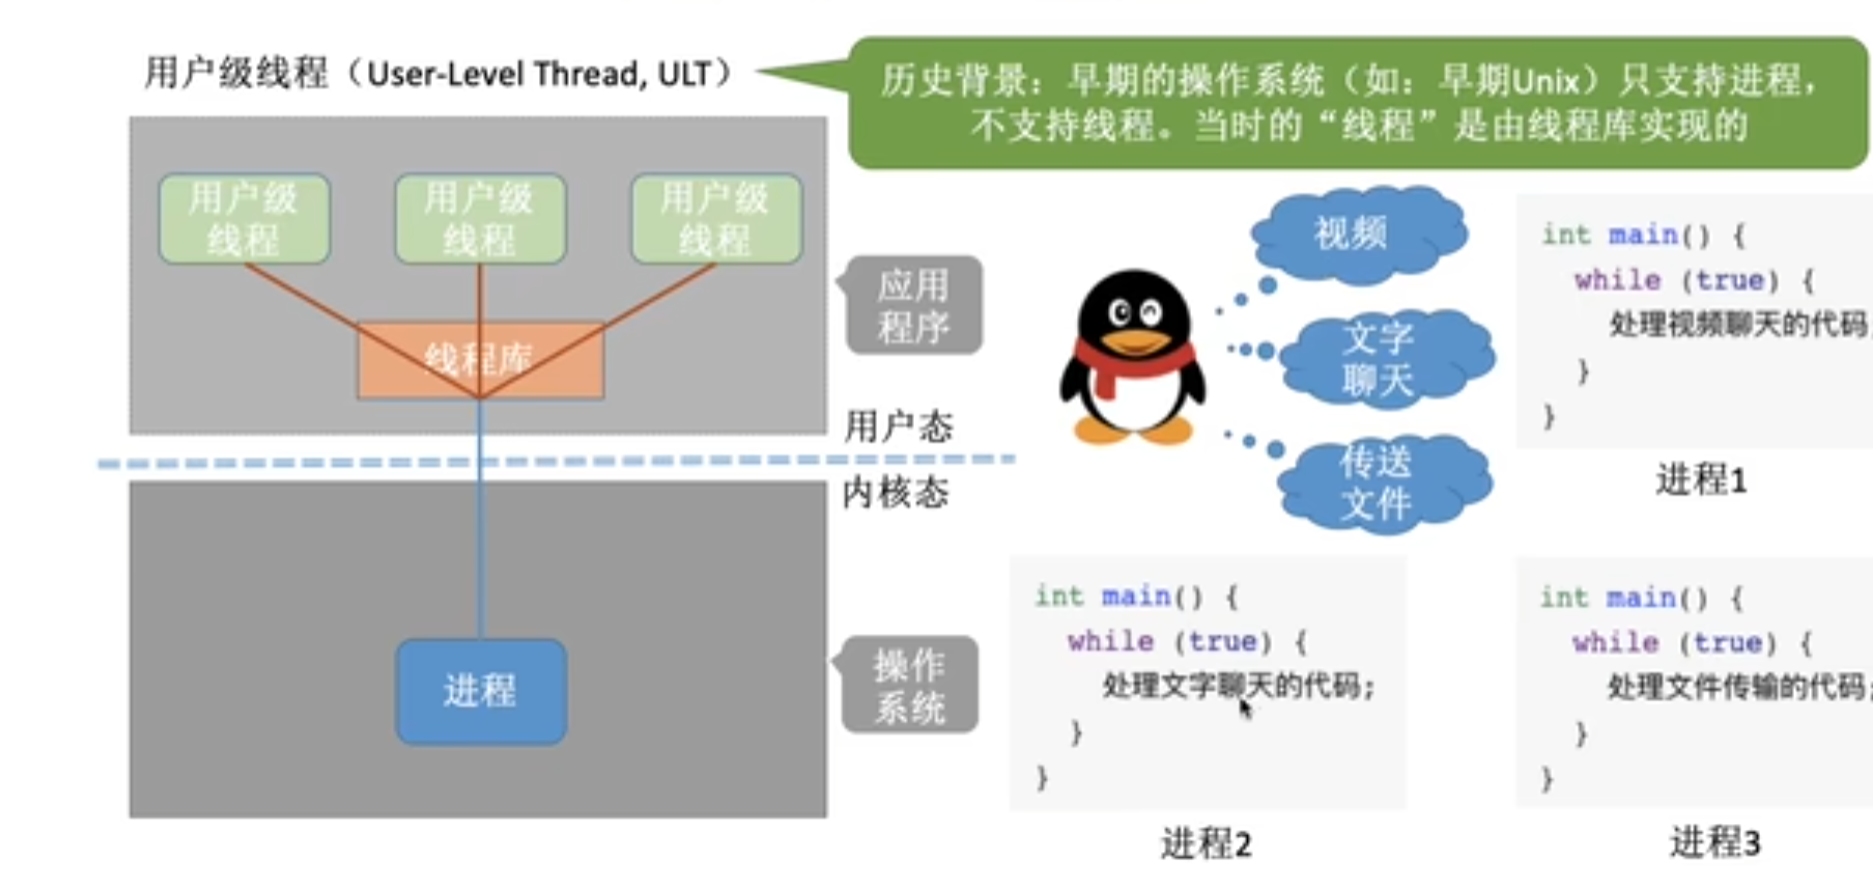 用户级线程（User-Level Thread, ULT）
历史背景：早期的操作系统（如：早期Unix）只支持进程，
不支持线程。当时的“线程”是由线程库实现的
用户级
线程
用户级
线程
用户级
线程
线程库
应用
程序
用户态
内核态
进程
操作
系统
视频
文字
聊天
传送
文件
int main() {
while (true) {
处理视频聊天的代码;
}
}
进程1
int main() {
while (true) {
处理文字聊天的代码;
}
}
进程2
int main() {
while (true) {
处理文件传输的代码;
}
}
进程3